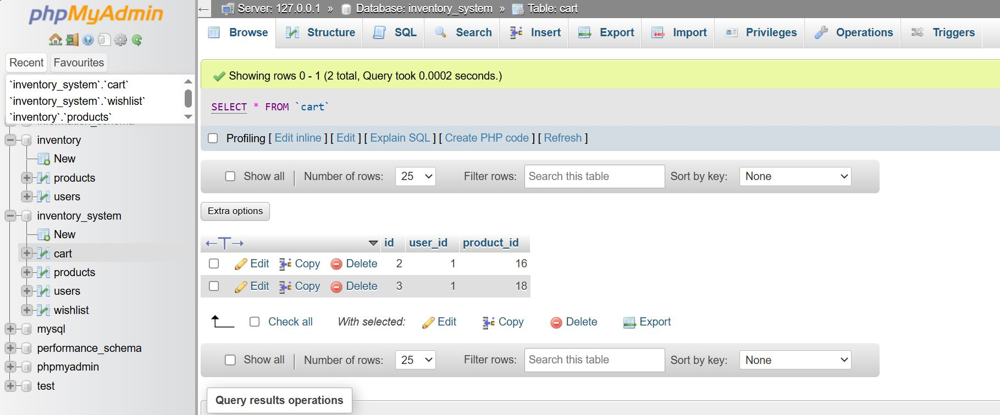 phpMyAdmin
Recent Favourites
`inventory_system`.`cart`
`inventory_system`.`wishlist`
`inventory`.`products`
inventory
New
products
users
inventory_system
New
cart
products
users
wishlist
mysql
performance_schema
phpmyadmin
test
Server: 127.0.0.1 » Database: inventory_system » Table: cart
Browse Structure SQL Search Insert Export Import Privileges Operations Triggers
Showing rows 0 - 1 (2 total, Query took 0.0002 seconds.)
SELECT * FROM `cart`
Profiling [ Edit inline ] [ Edit ] [ Explain SQL ] [ Create PHP code ] [ Refresh ]
Show all | Number of rows: 25 Filter rows: Search this table Sort by key: None
Extra options
←T→ id user_id product_id
Edit Copy Delete 2 1 16
Edit Copy Delete 3 1 18
Check all With selected: Edit Copy Delete Export
Show all | Number of rows: 25 Filter rows: Search this table Sort by key: None
Query results operations